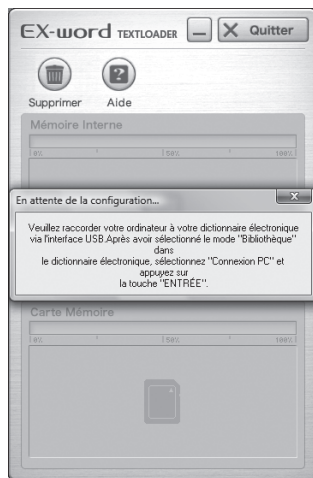 EX-word TEXTLOADER
Quitter
Supprimer Aide
Mémoire Interne
0% 50% 100%
En attente de la configuration...
Veuillez raccorder votre ordinateur à votre dictionnaire électronique
via l'interface USB.Après avoir sélectionné le mode "Bibliothèque"
dans
le dictionnaire électronique, sélectionnez "Connexion PC" et
appuyez sur
la touche "ENTRÉE".
Carte Mémoire
0% 50% 100%